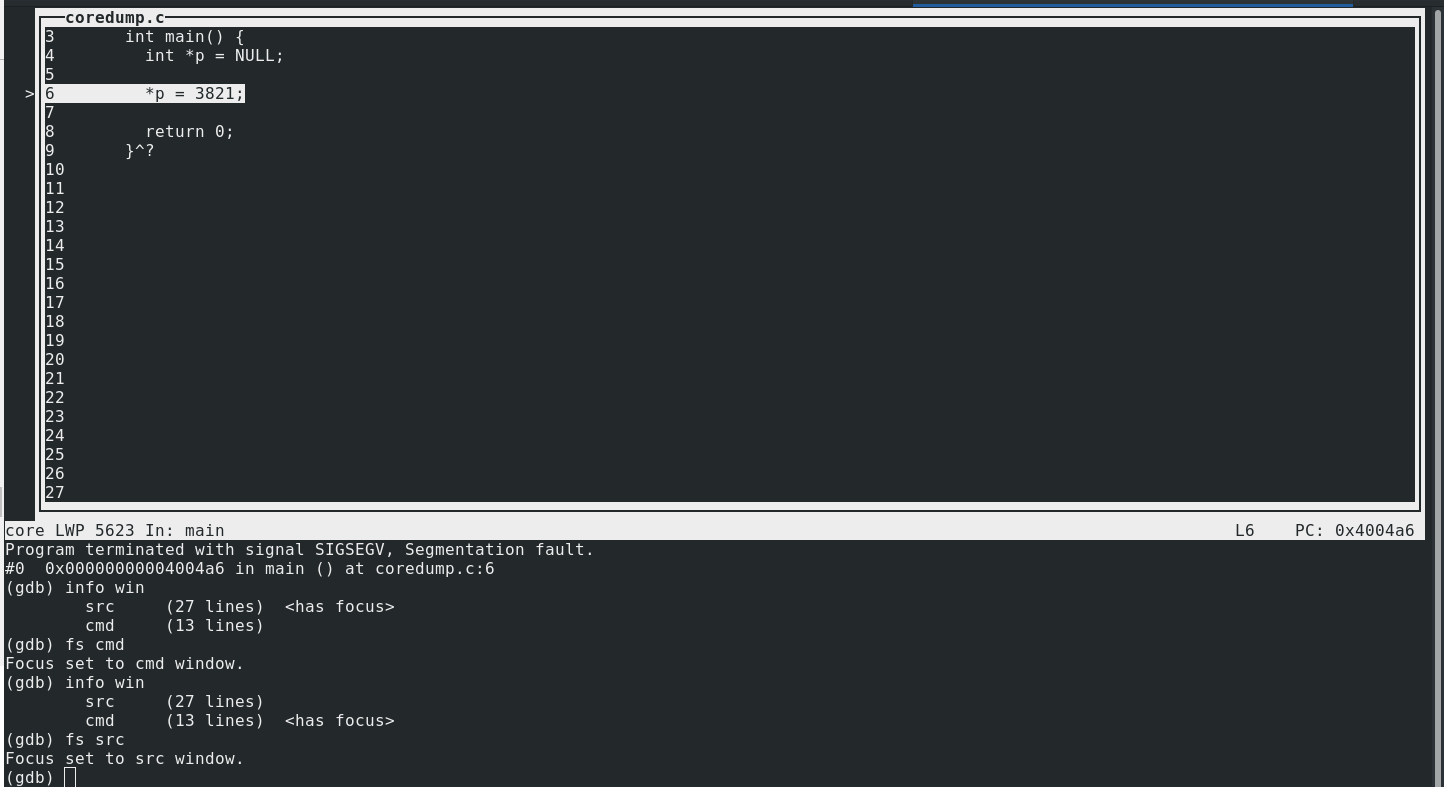 coredump.c
3       int main() {
4         int *p = NULL;
5
>6         *p = 3821;
7
8         return 0;
9       }^?
10
11
12
13
14
15
16
17
18
19
20
21
22
23
24
25
26
27
core LWP 5623 In: main                L6    PC: 0x4004a6
Program terminated with signal SIGSEGV, Segmentation fault.
#0  0x00000000004004a6 in main () at coredump.c:6
(gdb) info win
        src     (27 lines)  <has focus>
        cmd     (13 lines)
(gdb) fs cmd
Focus set to cmd window.
(gdb) info win
        src     (27 lines)
        cmd     (13 lines)  <has focus>
(gdb) fs src
Focus set to src window.
(gdb)